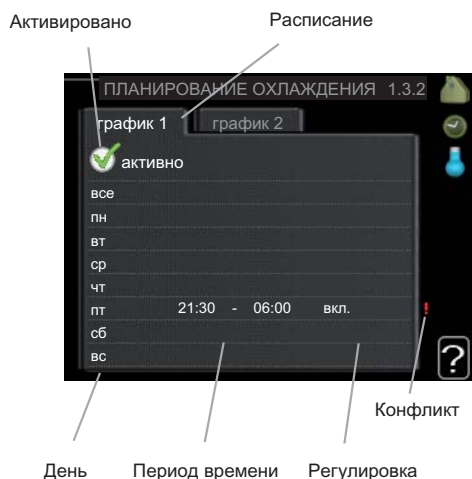 Активировано
Расписание
ПЛАНИРОВАНИЕ ОХЛАЖДЕНИЯ 1.3.2
график 1
график 2
активно
все
пн
вт
ср
чт
пт 21:30 - 06:00 вкл. !
сб
вс
?
Конфликт
День Период времени Регулировка